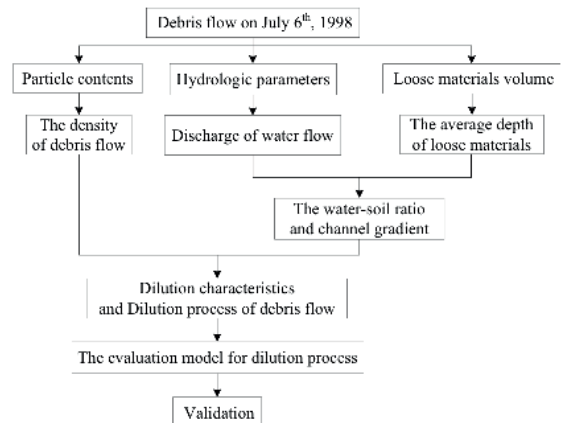 Debris flow on July 6th, 1998
Particle contents
Hydrologic parameters
Loose materials volume
The density
of debris flow
Discharge of water flow
The average depth
of loose materials
The water-soil ratio
and channel gradient
Dilution characteristics
and Dilution process of debris flow
The evaluation model for dilution process
Validation